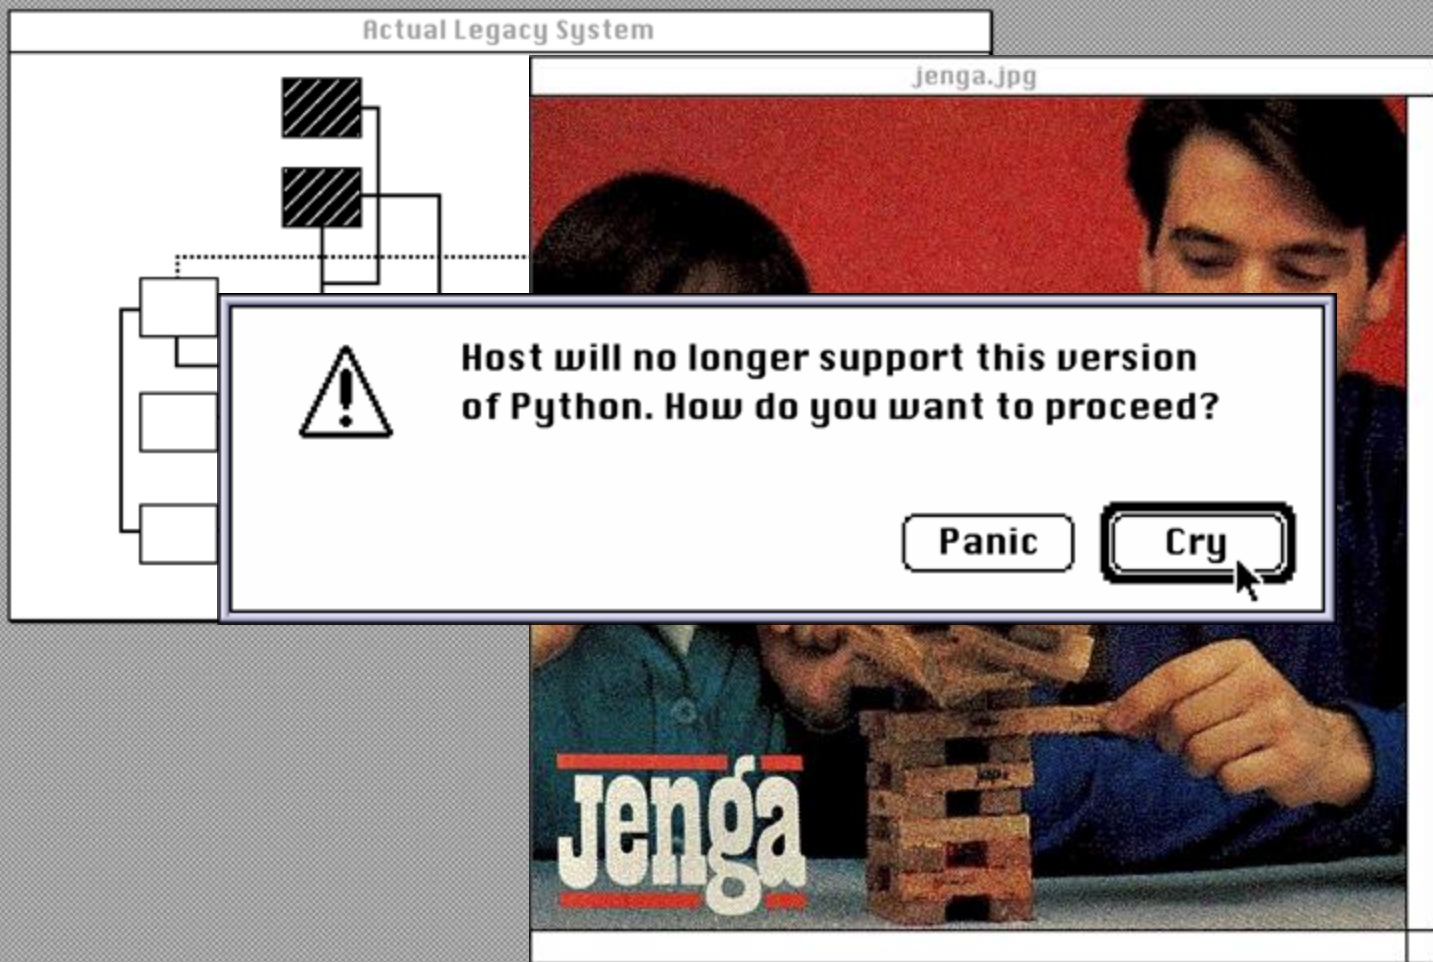 Actual Legacy System
jenga.jpg
Host will no longer support this version
of Python. How do you want to proceed?
Panic
Cry
Jenga